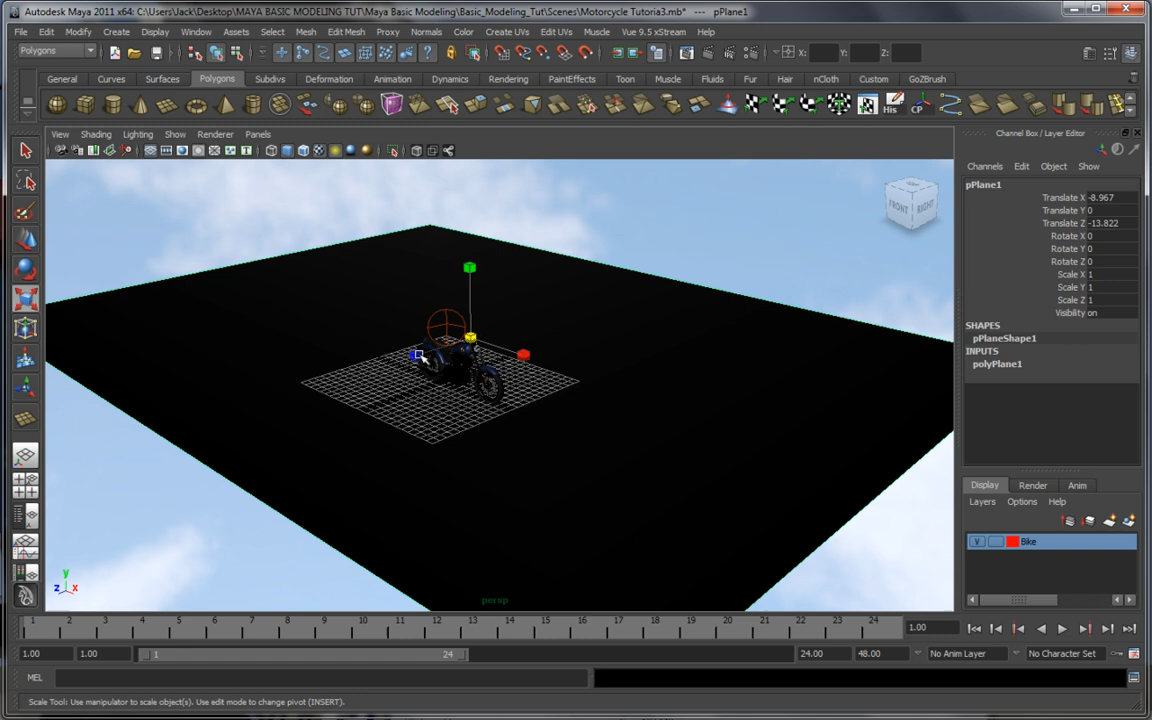 Autodesk Maya 2011 x64: C:\Users\Jack\Desktop\MAYA BASIC MODELING TUT\Maya Basic Modeling\Basic_Modeling_Tut\Scenes\Motorcycle Tutoria3.mb* --- pPlane1
File Edit Modify Create Display Window Assets Select Mesh Edit Mesh Proxy Normals Color Create UVs Edit UVs Muscle Vue 9.5 xStream Help
Polygons X: Y: Z:
General Curves Surfaces Polygons Subdivs Deformation Animation Dynamics Rendering PaintEffects Toon Muscle Fluids Fur Hair nCloth Custom GoZBrush
His CP
View Shading Lighting Show Renderer Panels
Channel Box / Layer Editor
Channels Edit Object Show
pPlane1
Translate X -8.967
Translate Y 0
Translate Z -13.822
Rotate X 0
Rotate Y 0
Rotate Z 0
Scale X 1
Scale Y 1
Scale Z 1
Visibility on
SHAPES
pPlaneShape1
INPUTS
polyPlane1
FRONT RIGHT
Display Render Anim
Layers Options Help
V Bike
y
z x
persp
1 2 3 4 5 6 7 8 9 10 11 12 13 14 15 16 17 18 19 20 21 22 23 24 1.00
1.00 1.00 1 24 24.00 48.00 No Anim Layer No Character Set
MEL
Scale Tool: Use manipulator to scale object(s). Use edit mode to change pivot (INSERT).